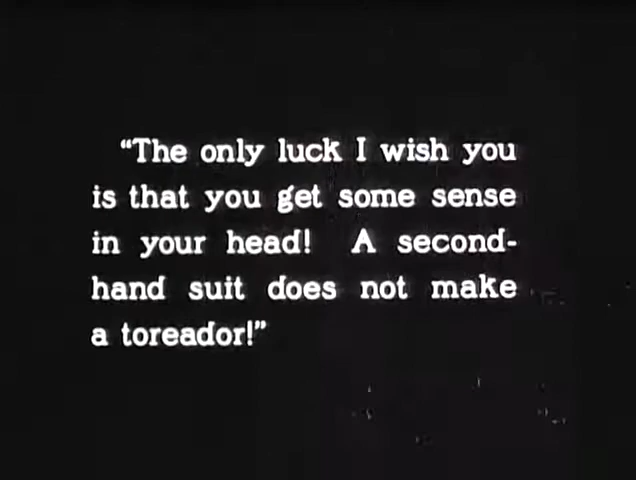 “The only luck I wish you
is that you get some sense
in your head! A second-
hand suit does not make
a toreador!”